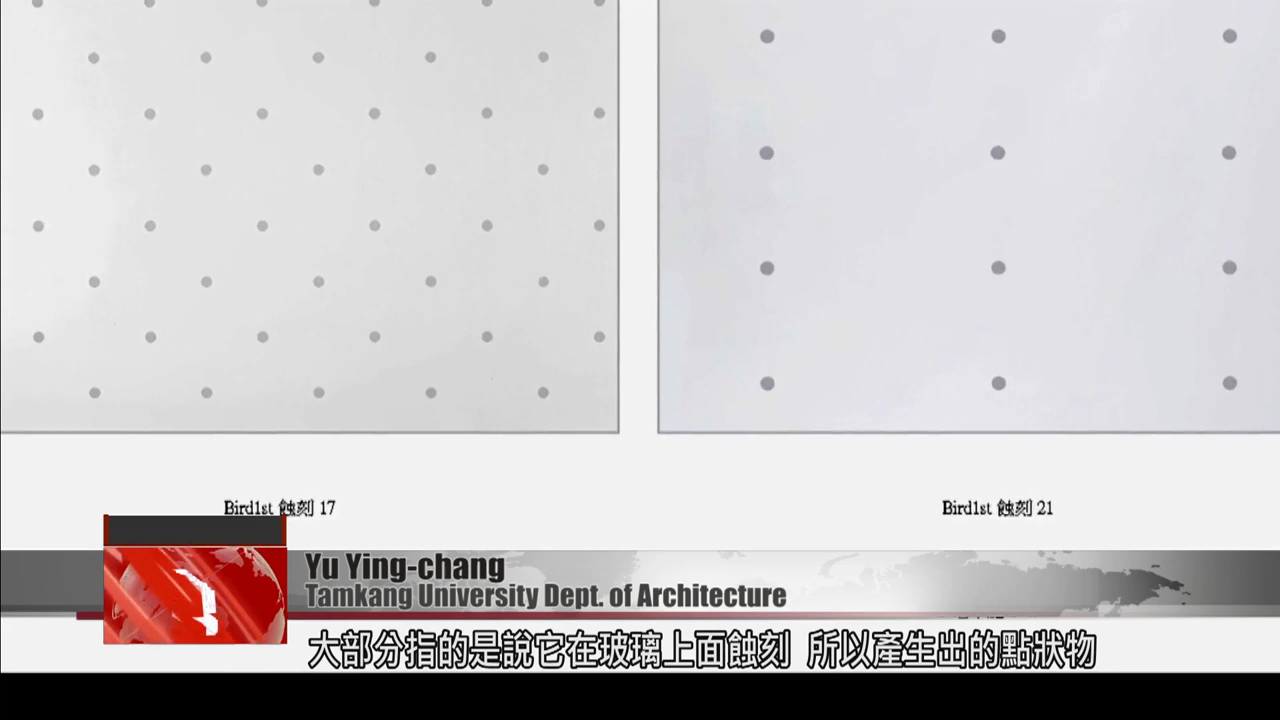 Bird1st 蝕刻 17
Bird1st 蝕刻 21
Yu Ying-chang
Tamkang University Dept. of Architecture
大部分指的是說它在玻璃上面蝕刻 所以產生出的點狀物